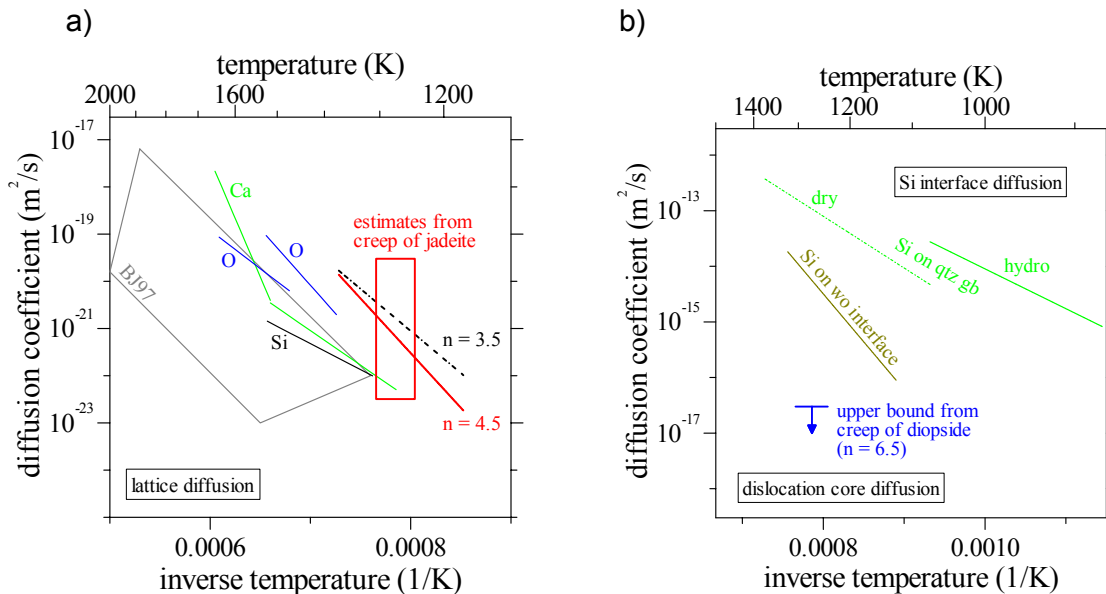 a)
temperature (K)
2000 1600 1200
diffusion coefficient (m²/s)
10⁻¹⁷
10⁻¹⁹
10⁻²¹
10⁻²³
Ca
O
O
BJ97
Si
estimates from
creep of jadeite
n = 3.5
n = 4.5
lattice diffusion
0.0006 0.0008
inverse temperature (1/K)
b)
temperature (K)
1400 1200 1000
diffusion coefficient (m²/s)
10⁻¹³
10⁻¹⁵
10⁻¹⁷
Si interface diffusion
dry
Si on qtz gb
hydro
Si on wo interface
upper bound from
creep of diopside
(n = 6.5)
dislocation core diffusion
0.0008 0.0010
inverse temperature (1/K)